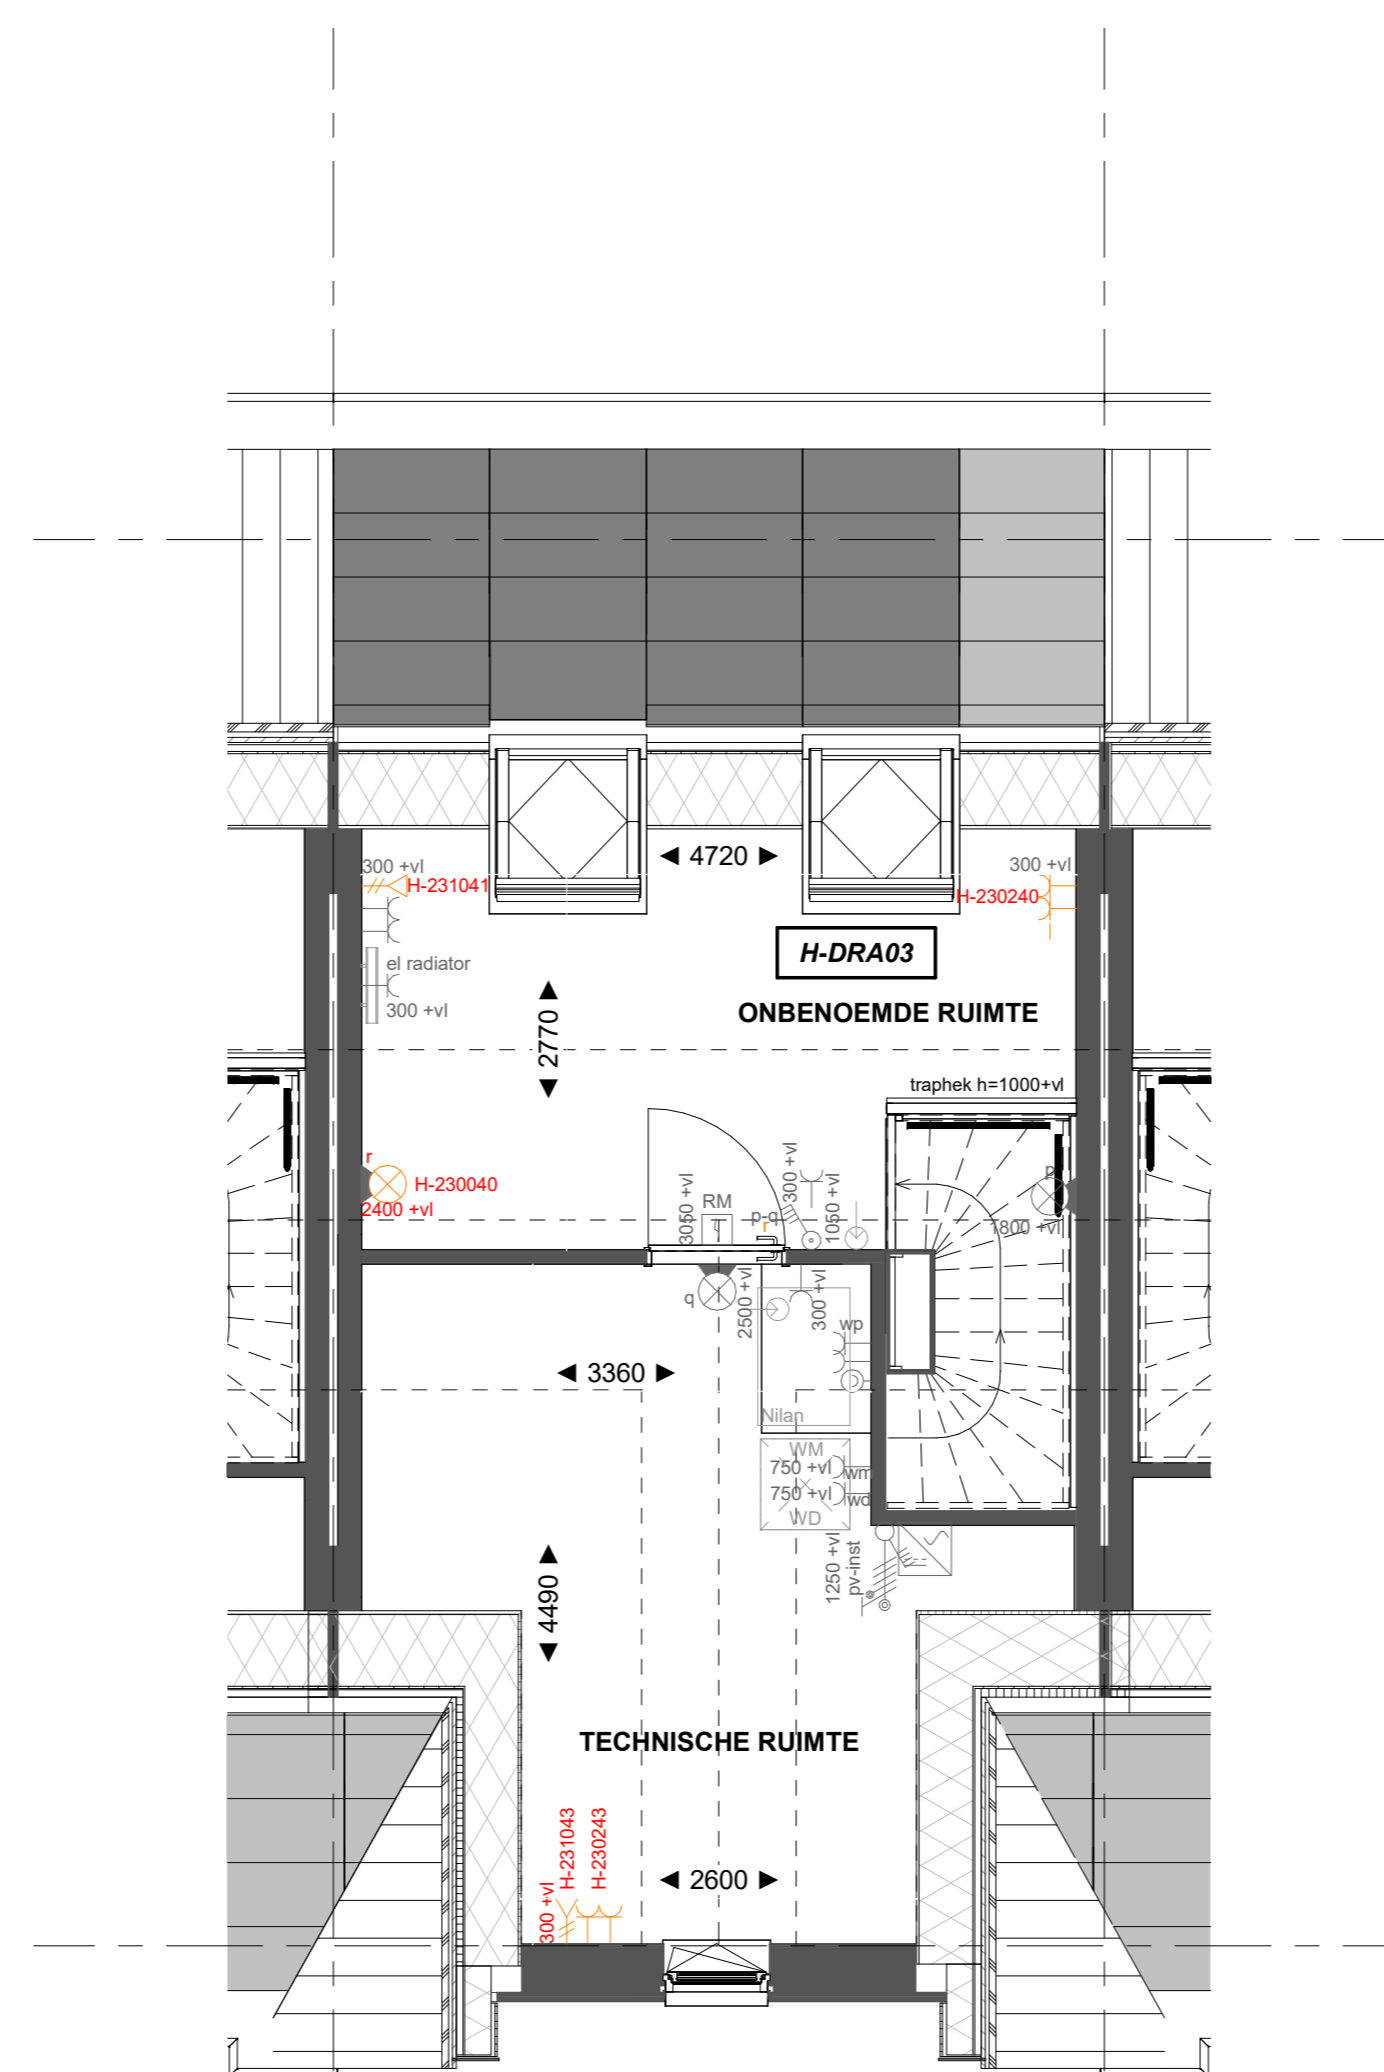 ◄ 4720 ►
300 +vl
H-231041
300 +vl
H-230240
H-DRA03
el radiator
300 +vl
ONBENOEMDE RUIMTE
◄ 2770 ►
traphek h=1000+vl
r
H-230040
2400 +vl
3050 +vl
RM
p-q
r
300 +vl
1050 +vl
p
1800 +vl
q
2500 +vl
300 +vl
wp
◄ 3360 ►
Nilan
WM
750 +vl
wm
750 +vl
wd
WD
1250 +vl
pv-inst
◄ 4490 ►
TECHNISCHE RUIMTE
300 +vl
H-231043
H-230243
◄ 2600 ►